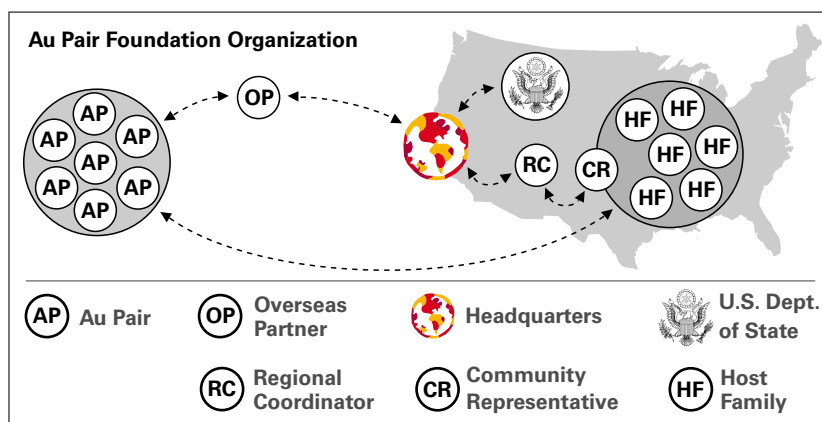 Au Pair Foundation Organization
OP
AP
AP
AP
AP
AP
AP
AP
RC
CR
HF
HF
HF
HF
HF
HF
AP Au Pair
OP Overseas
Partner
Headquarters
U.S. Dept.
of State
RC Regional
Coordinator
CR Community
Representative
HF Host
Family